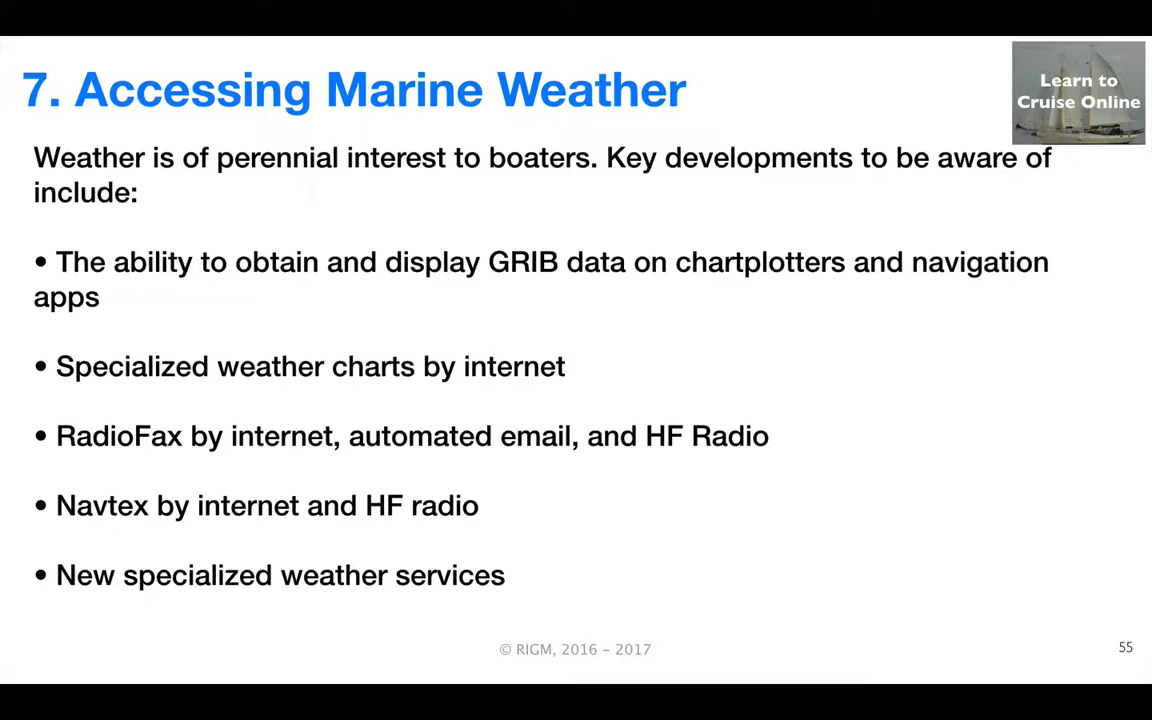 7. Accessing Marine Weather
Learn to
Cruise Online
Weather is of perennial interest to boaters. Key developments to be aware of
include:
• The ability to obtain and display GRIB data on chartplotters and navigation
apps
• Specialized weather charts by internet
• RadioFax by internet, automated email, and HF Radio
• Navtex by internet and HF radio
• New specialized weather services
© RIGM, 2016 – 2017
55